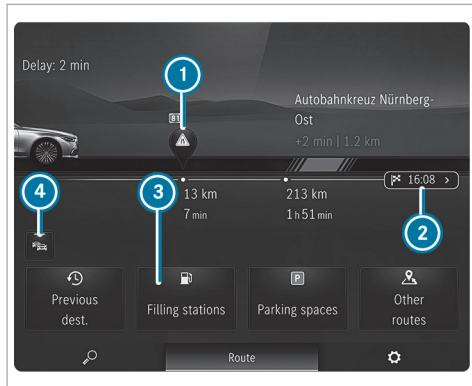 Delay: 2 min
1
Autobahnkreuz Nürnberg-
Ost
81
+2 min | 1.2 km
16:08 >
13 km
213 km
7 min
1 h 51 min
4
3
2
P
Previous
dest.
Filling stations
Parking spaces
Other
routes
Route